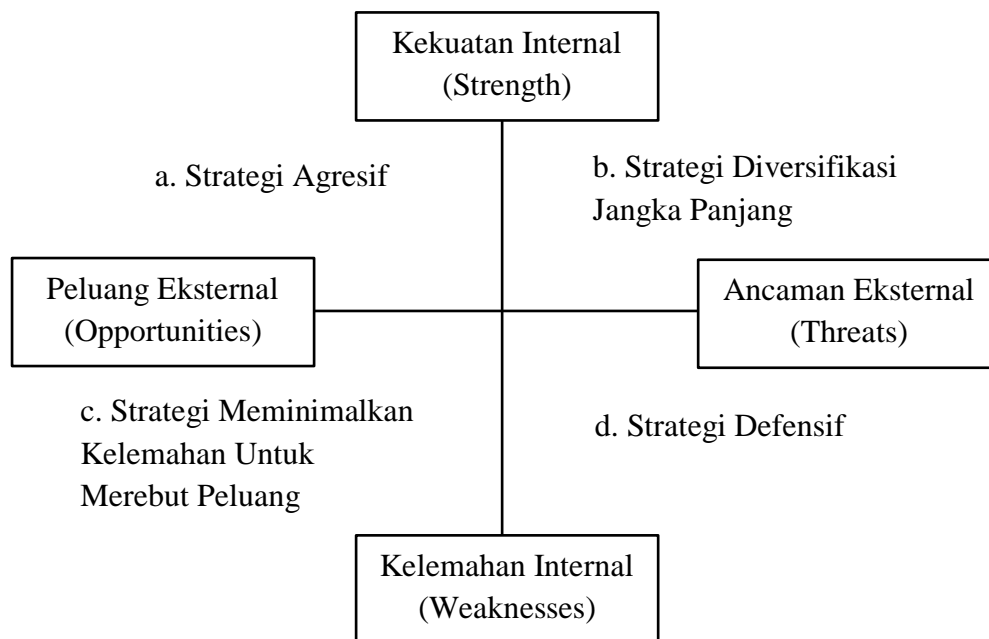 Kekuatan Internal
(Strength)
a. Strategi Agresif
b. Strategi Diversifikasi
Jangka Panjang
Peluang Eksternal
(Opportunities)
Ancaman Eksternal
(Threats)
c. Strategi Meminimalkan
Kelemahan Untuk
Merebut Peluang
d. Strategi Defensif
Kelemahan Internal
(Weaknesses)